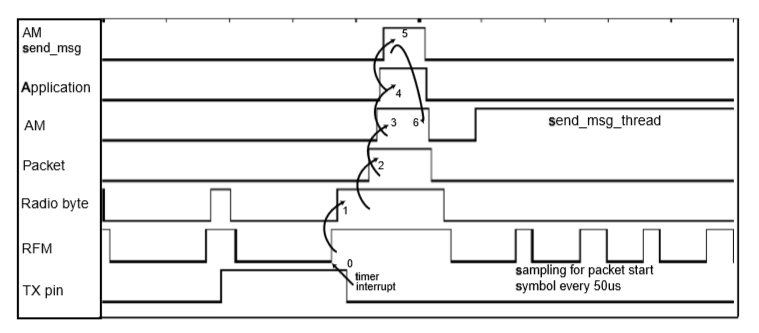 AM
send_msg
5
Application
4
AM
3
6
send_msg_thread
Packet
2
Radio byte
1
RFM
0
timer
interrupt
sampling for packet start
symbol every 50us
TX pin